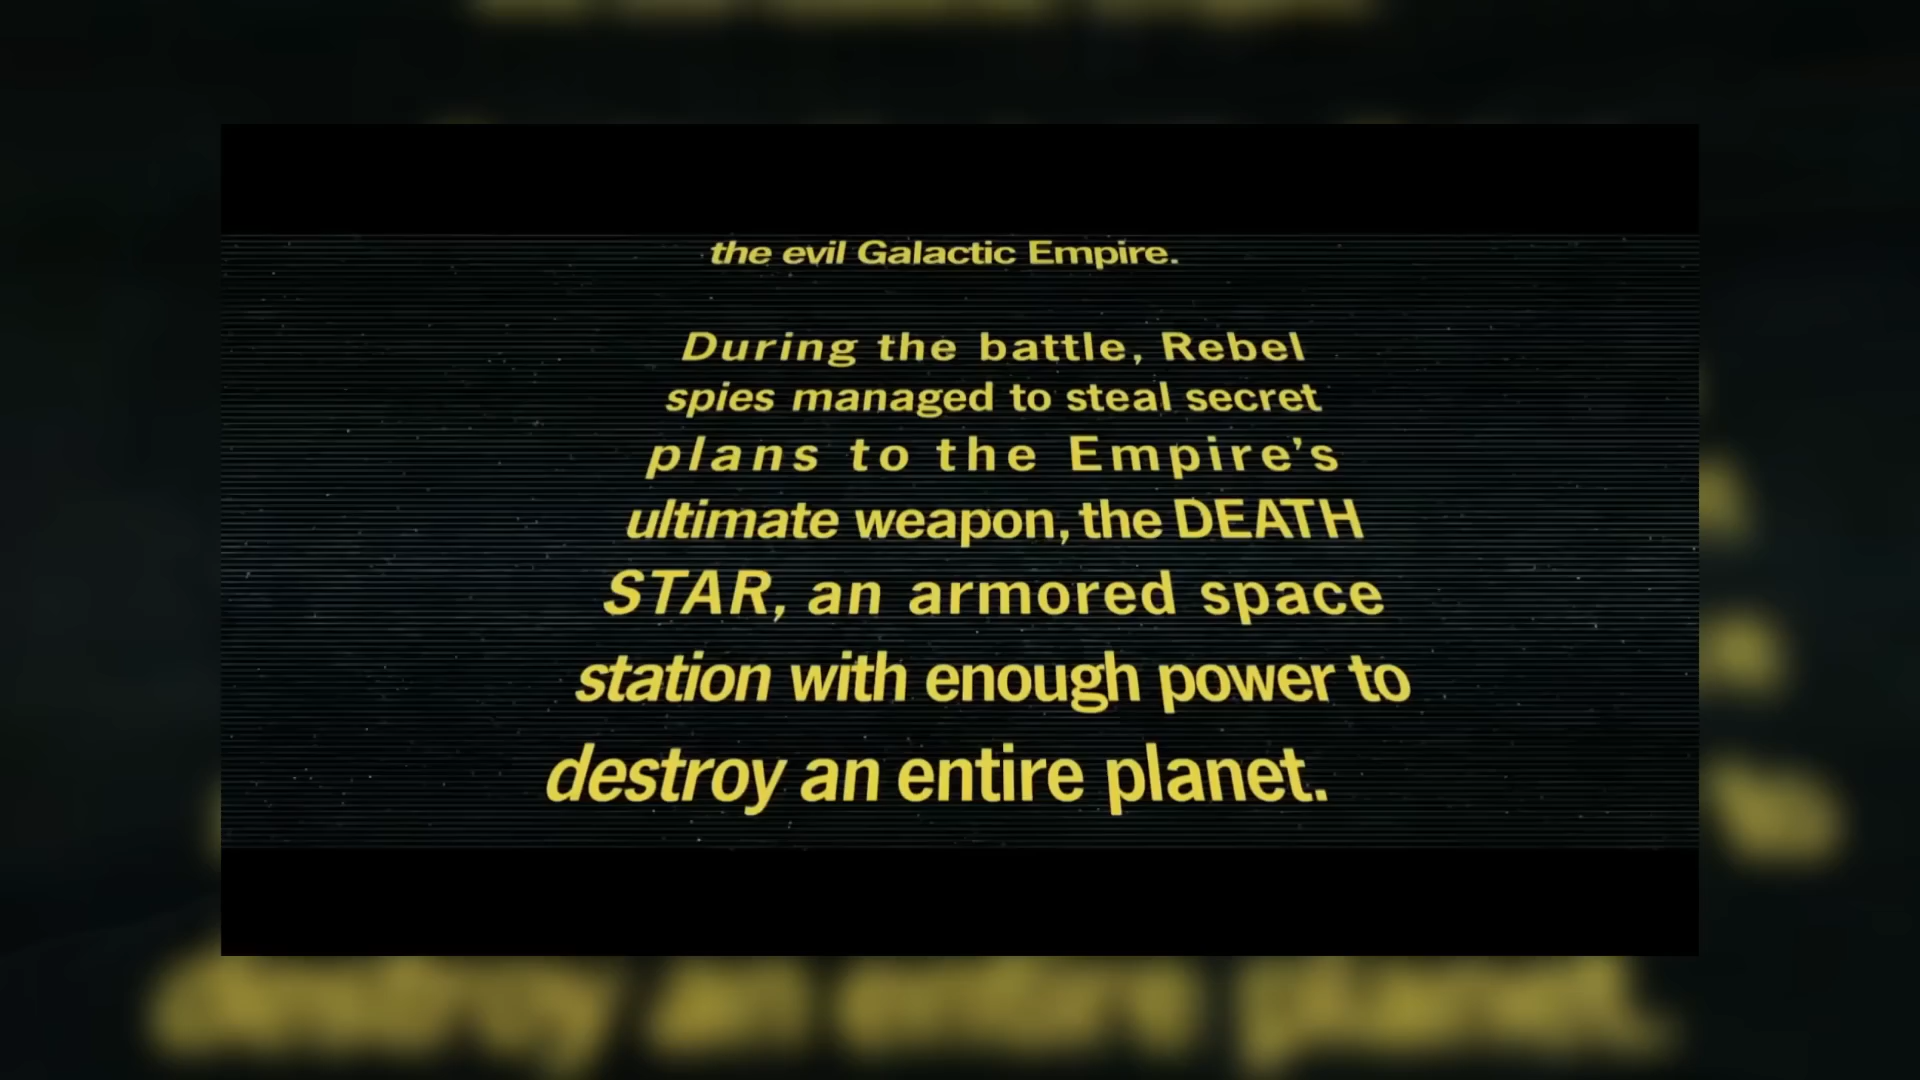 the evil Galactic Empire.
During the battle, Rebel
spies managed to steal secret
plans to the Empire’s
ultimate weapon, the DEATH
STAR, an armored space
station with enough power to
destroy an entire planet.